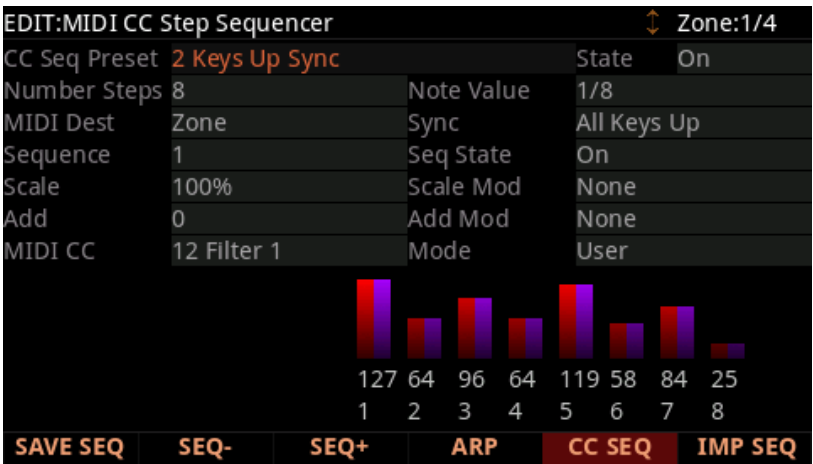 EDIT:MIDI CC Step Sequencer ↕ Zone:1/4
CC Seq Preset 2 Keys Up Sync State On
Number Steps 8 Note Value 1/8
MIDI Dest Zone Sync All Keys Up
Sequence 1 Seq State On
Scale 100% Scale Mod None
Add 0 Add Mod None
MIDI CC 12 Filter 1 Mode User
127 64 96 64 119 58 84 25
1 2 3 4 5 6 7 8
SAVE SEQ SEQ- SEQ+ ARP CC SEQ IMP SEQ